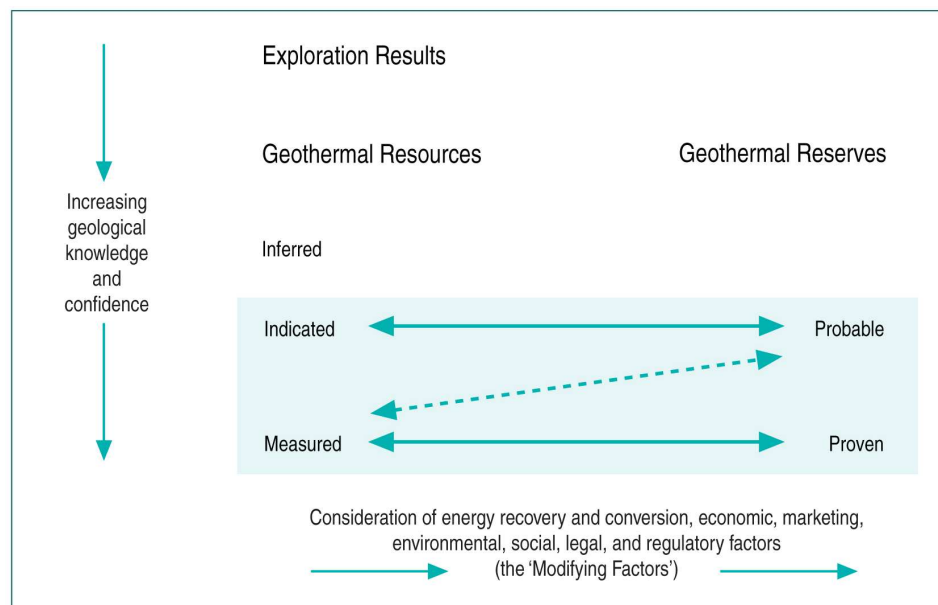 Exploration Results
Geothermal Resources
Geothermal Reserves
Increasing
geological
knowledge
and
confidence
Inferred
Indicated
Probable
Measured
Proven
Consideration of energy recovery and conversion, economic, marketing,
environmental, social, legal, and regulatory factors
(the ‘Modifying Factors’)